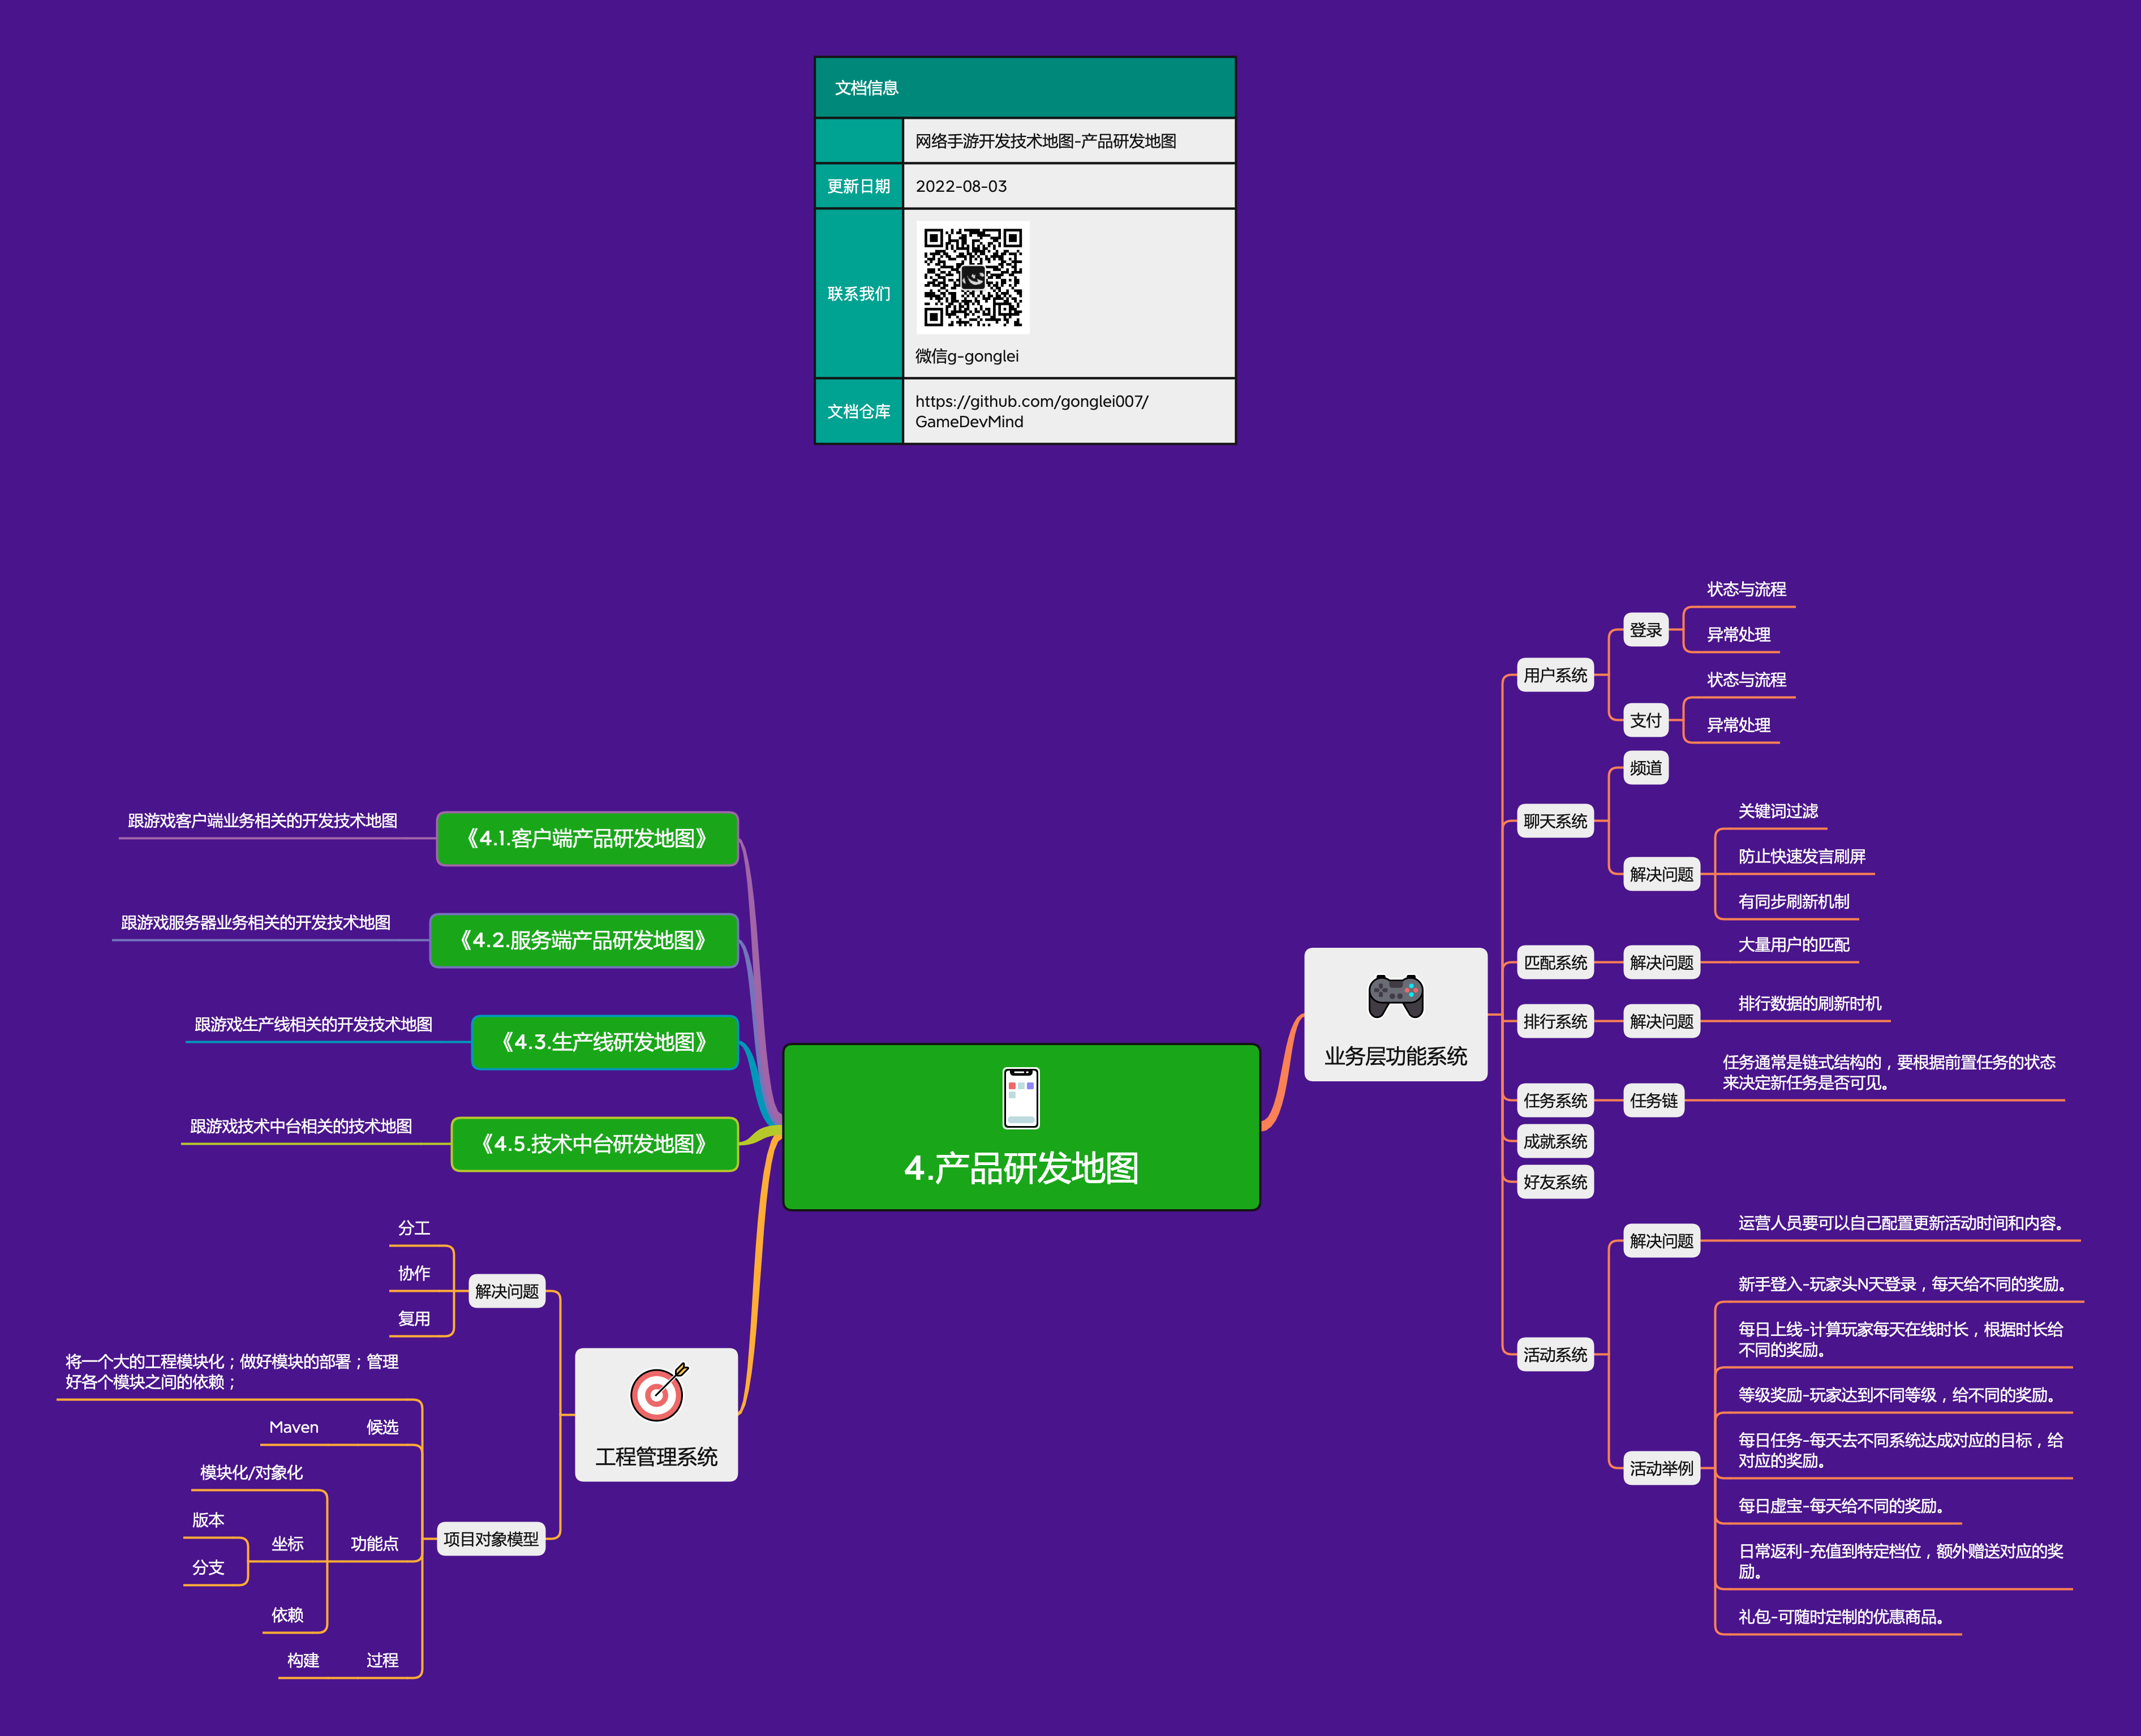 文档信息
网络手游开发技术地图-产品研发地图
更新日期
2022-08-03
联系我们
微信g-gonglei
文档仓库
https://github.com/gonglei007/
GameDevMind
4.产品研发地图
业务层功能系统
用户系统
登录
状态与流程
异常处理
支付
状态与流程
异常处理
聊天系统
频道
解决问题
关键词过滤
防止快速发言刷屏
有同步刷新机制
匹配系统
解决问题
大量用户的匹配
排行系统
解决问题
排行数据的刷新时机
任务系统
任务链
任务通常是链式结构的，要根据前置任务的状态
来决定新任务是否可见。
成就系统
好友系统
活动系统
解决问题
运营人员要可以自己配置更新活动时间和内容。
活动举例
新手登入-玩家头N天登录，每天给不同的奖励。
每日上线-计算玩家每天在线时长，根据时长给
不同的奖励。
等级奖励-玩家达到不同等级，给不同的奖励。
每日任务-每天去不同系统达成对应的目标，给
对应的奖励。
每日虚宝-每天给不同的奖励。
日常返利-充值到特定档位，额外赠送对应的奖
励。
礼包-可随时定制的优惠商品。
《4.1.客户端产品研发地图》
跟游戏客户端业务相关的开发技术地图
《4.2.服务端产品研发地图》
跟游戏服务器业务相关的开发技术地图
《4.3.生产线研发地图》
跟游戏生产线相关的开发技术地图
《4.5.技术中台研发地图》
跟游戏技术中台相关的技术地图
工程管理系统
解决问题
分工
协作
复用
项目对象模型
将一个大的工程模块化；做好模块的部署；管理
好各个模块之间的依赖；
候选
Maven
功能点
模块化/对象化
坐标
版本
分支
依赖
过程
构建